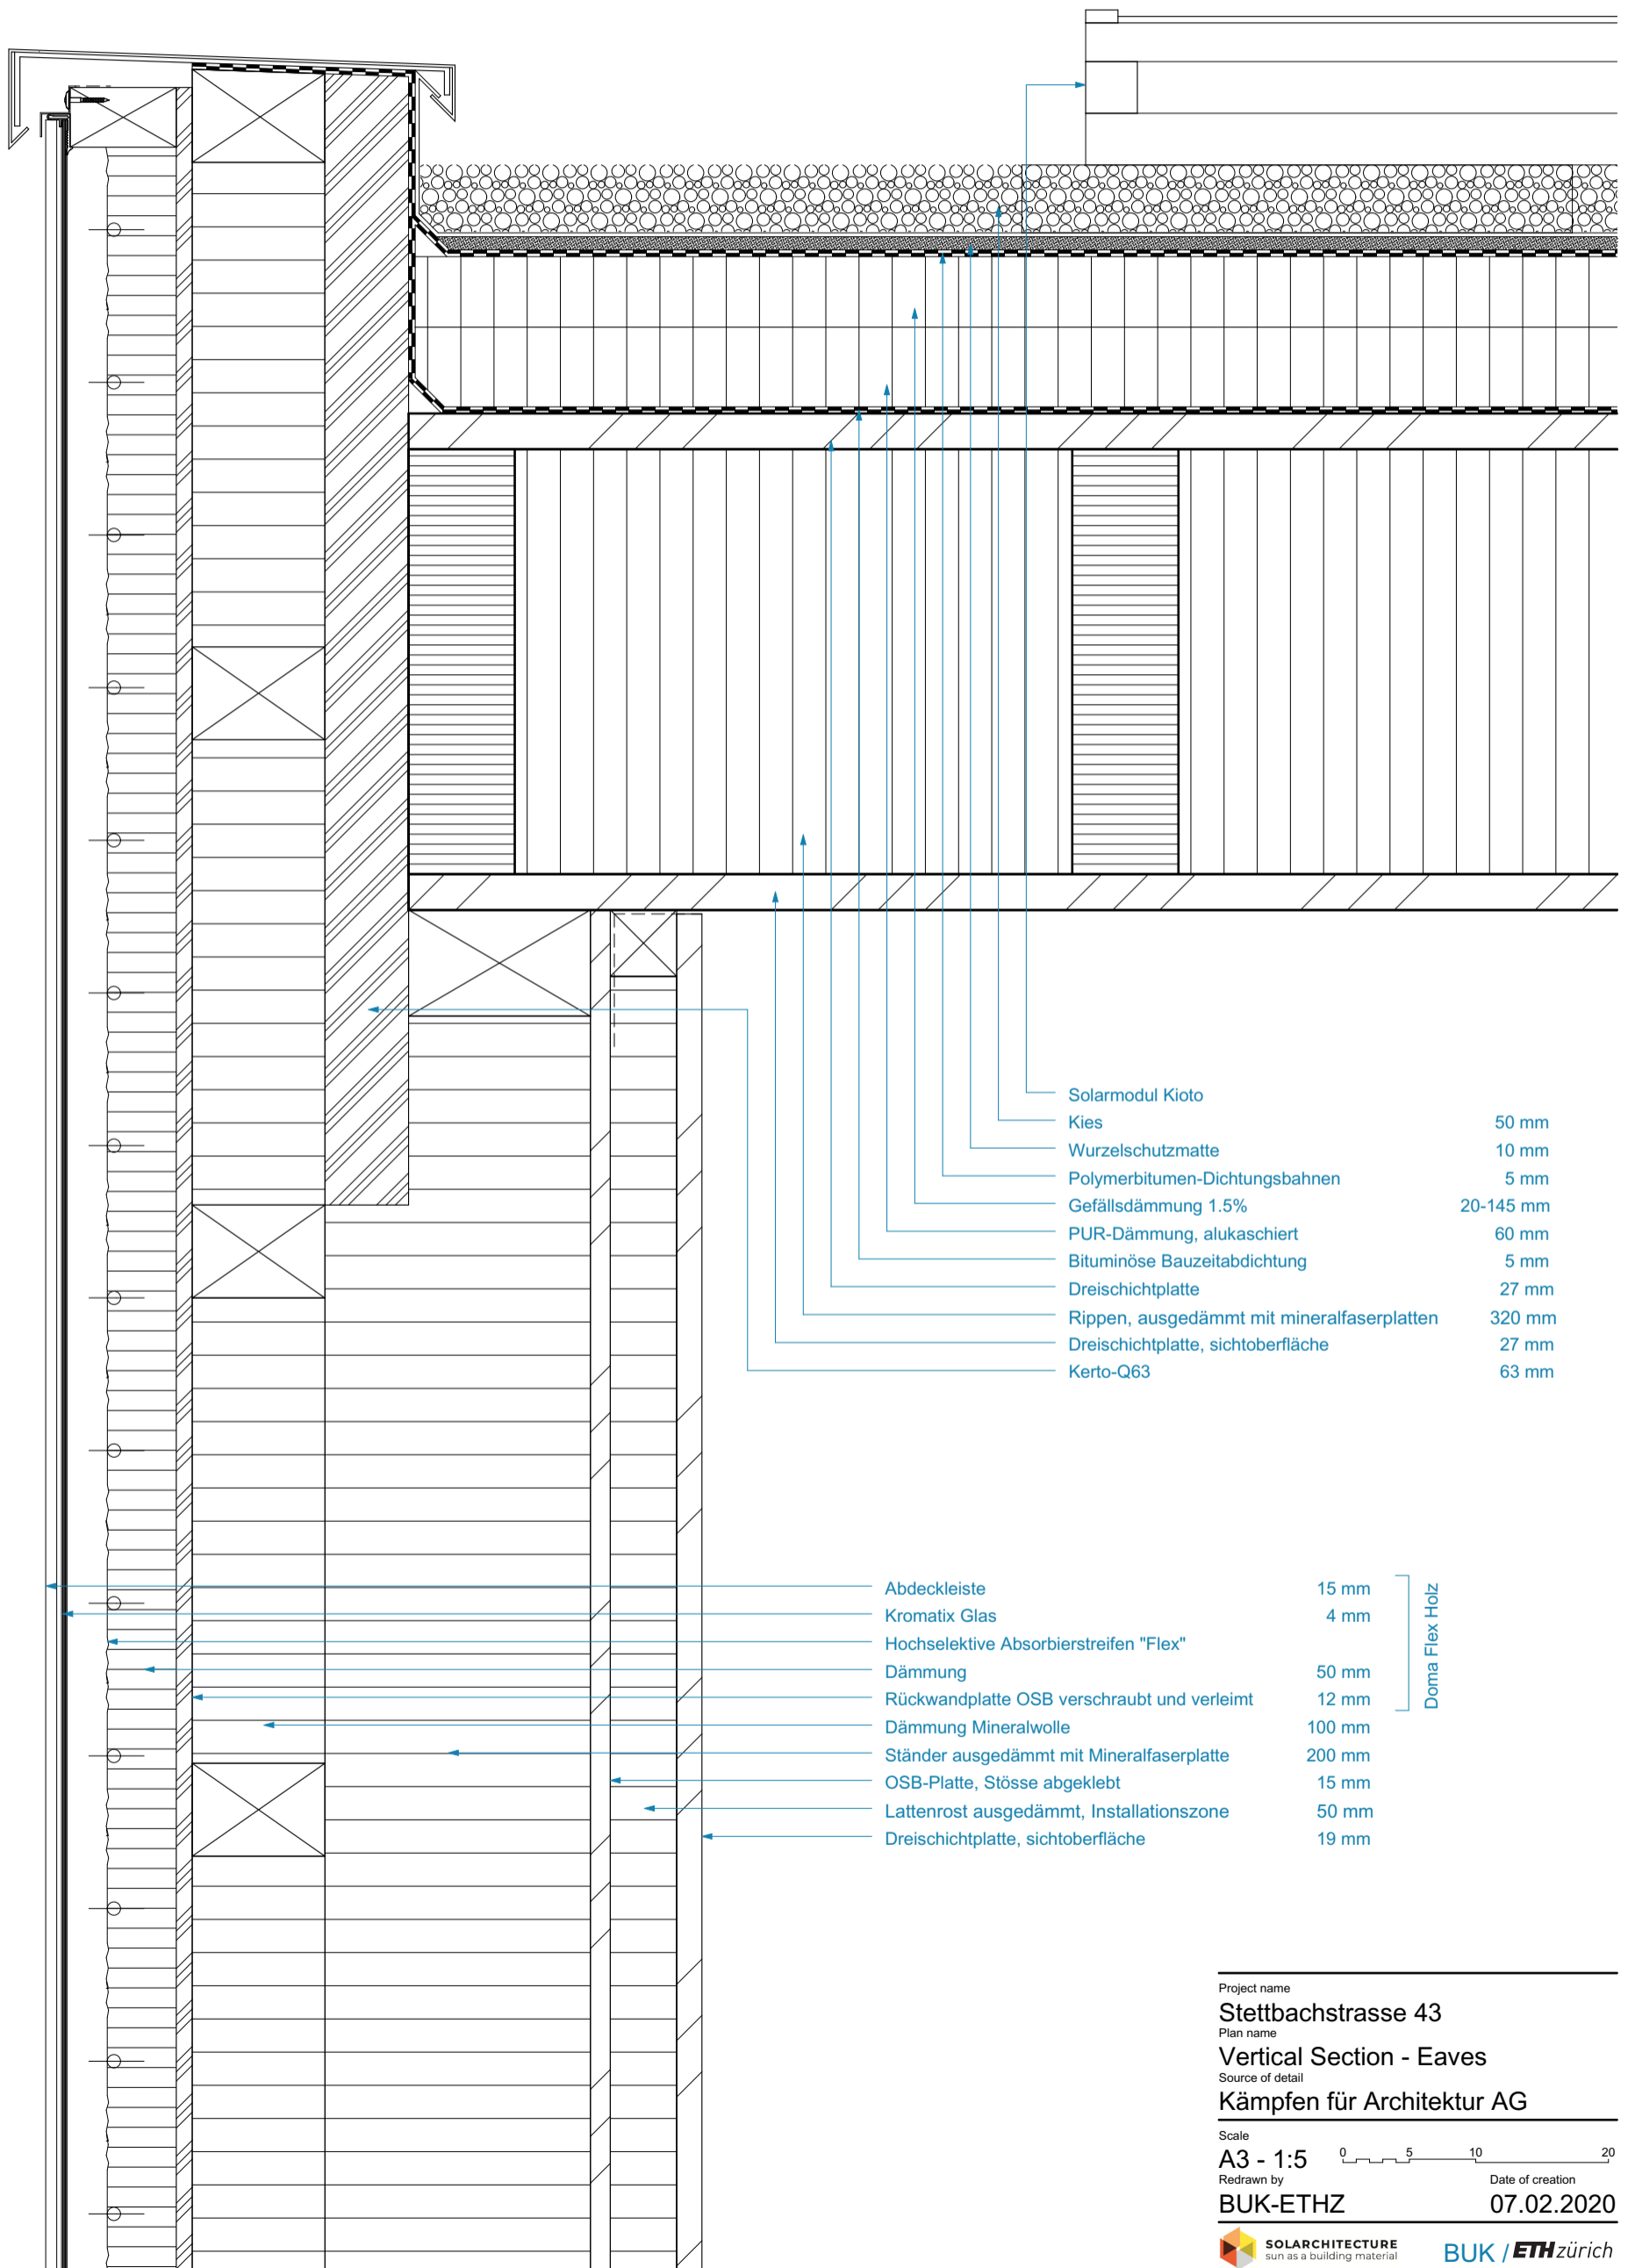 Solarmodul Kioto
Kies 50 mm
Wurzelschutzmatte 10 mm
Polymerbitumen-Dichtungsbahnen 5 mm
Gefällsdämmung 1.5% 20-145 mm
PUR-Dämmung, alukaschiert 60 mm
Bituminöse Bauzeitabdichtung 5 mm
Dreischichtplatte 27 mm
Rippen, ausgedämmt mit mineralfaserplatten 320 mm
Dreischichtplatte, sichtoberfläche 27 mm
Kerto-Q63 63 mm
Abdeckleiste 15 mm
Kromatix Glas 4 mm
Hochselektive Absorbierstreifen "Flex"
Dämmung 50 mm
Rückwandplatte OSB verschraubt und verleimt 12 mm
Doma Flex Holz
Dämmung Mineralwolle 100 mm
Ständer ausgedämmt mit Mineralfaserplatte 200 mm
OSB-Platte, Stösse abgeklebt 15 mm
Lattenrost ausgedämmt, Installationszone 50 mm
Dreischichtplatte, sichtoberfläche 19 mm
Project name
Stettbachstrasse 43
Plan name
Vertical Section - Eaves
Source of detail
Kämpfen für Architektur AG
Scale
A3 - 1:5 0 5 10 20
Redrawn by Date of creation
BUK-ETHZ 07.02.2020
SOLARCHITECTURE
sun as a building material
BUK / ETH zürich